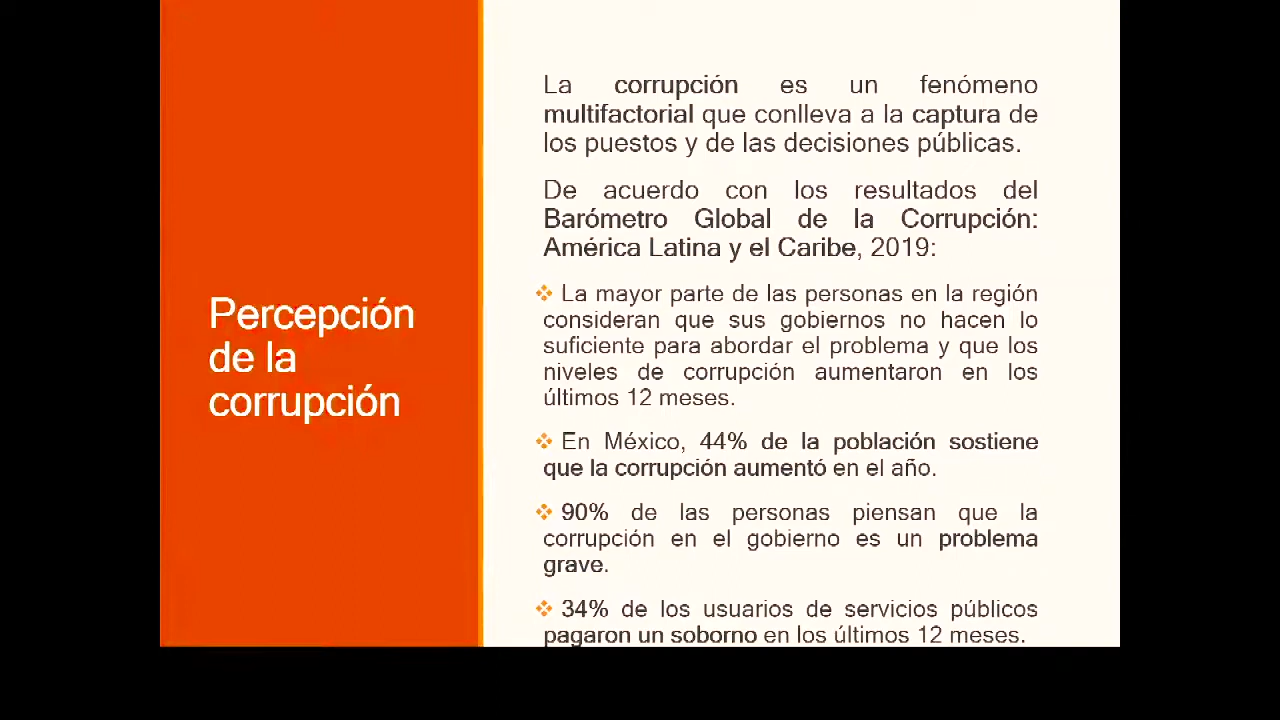 Percepción
de la
corrupción
La corrupción es un fenómeno
multifactorial que conlleva a la captura de
los puestos y de las decisiones públicas.
De acuerdo con los resultados del
Barómetro Global de la Corrupción:
América Latina y el Caribe, 2019:
❖ La mayor parte de las personas en la región
consideran que sus gobiernos no hacen lo
suficiente para abordar el problema y que los
niveles de corrupción aumentaron en los
últimos 12 meses.
❖ En México, 44% de la población sostiene
que la corrupción aumentó en el año.
❖ 90% de las personas piensan que la
corrupción en el gobierno es un problema
grave.
❖ 34% de los usuarios de servicios públicos
pagaron un soborno en los últimos 12 meses.